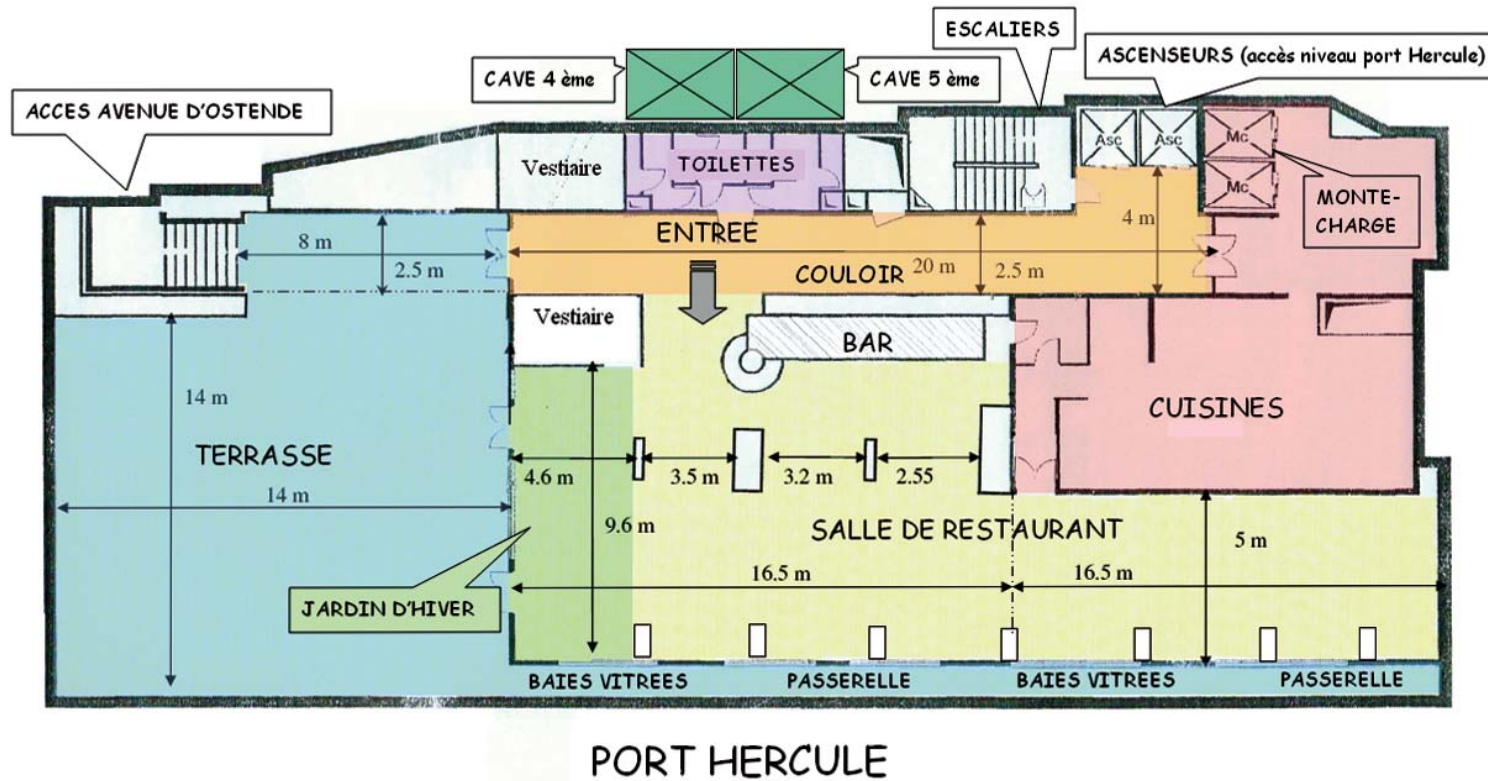 ESCALIERS
ASCENSEURS (accès niveau port Hercule)
CAVE 4 ème
CAVE 5 ème
ACCES AVENUE D'OSTENDE
Vestiaire
TOILETTES
Asc
Asc
Mc
Mc
MONTE-
CHARGE
8 m
2.5 m
ENTREE
COULOIR
20 m
2.5 m
4 m
Vestiaire
BAR
14 m
TERRASSE
14 m
CUISINES
4.6 m
3.5 m
3.2 m
2.55
9.6 m
SALLE DE RESTAURANT
5 m
16.5 m
16.5 m
JARDIN D'HIVER
BAIES VITREES
PASSERELLE
BAIES VITREES
PASSERELLE
PORT HERCULE